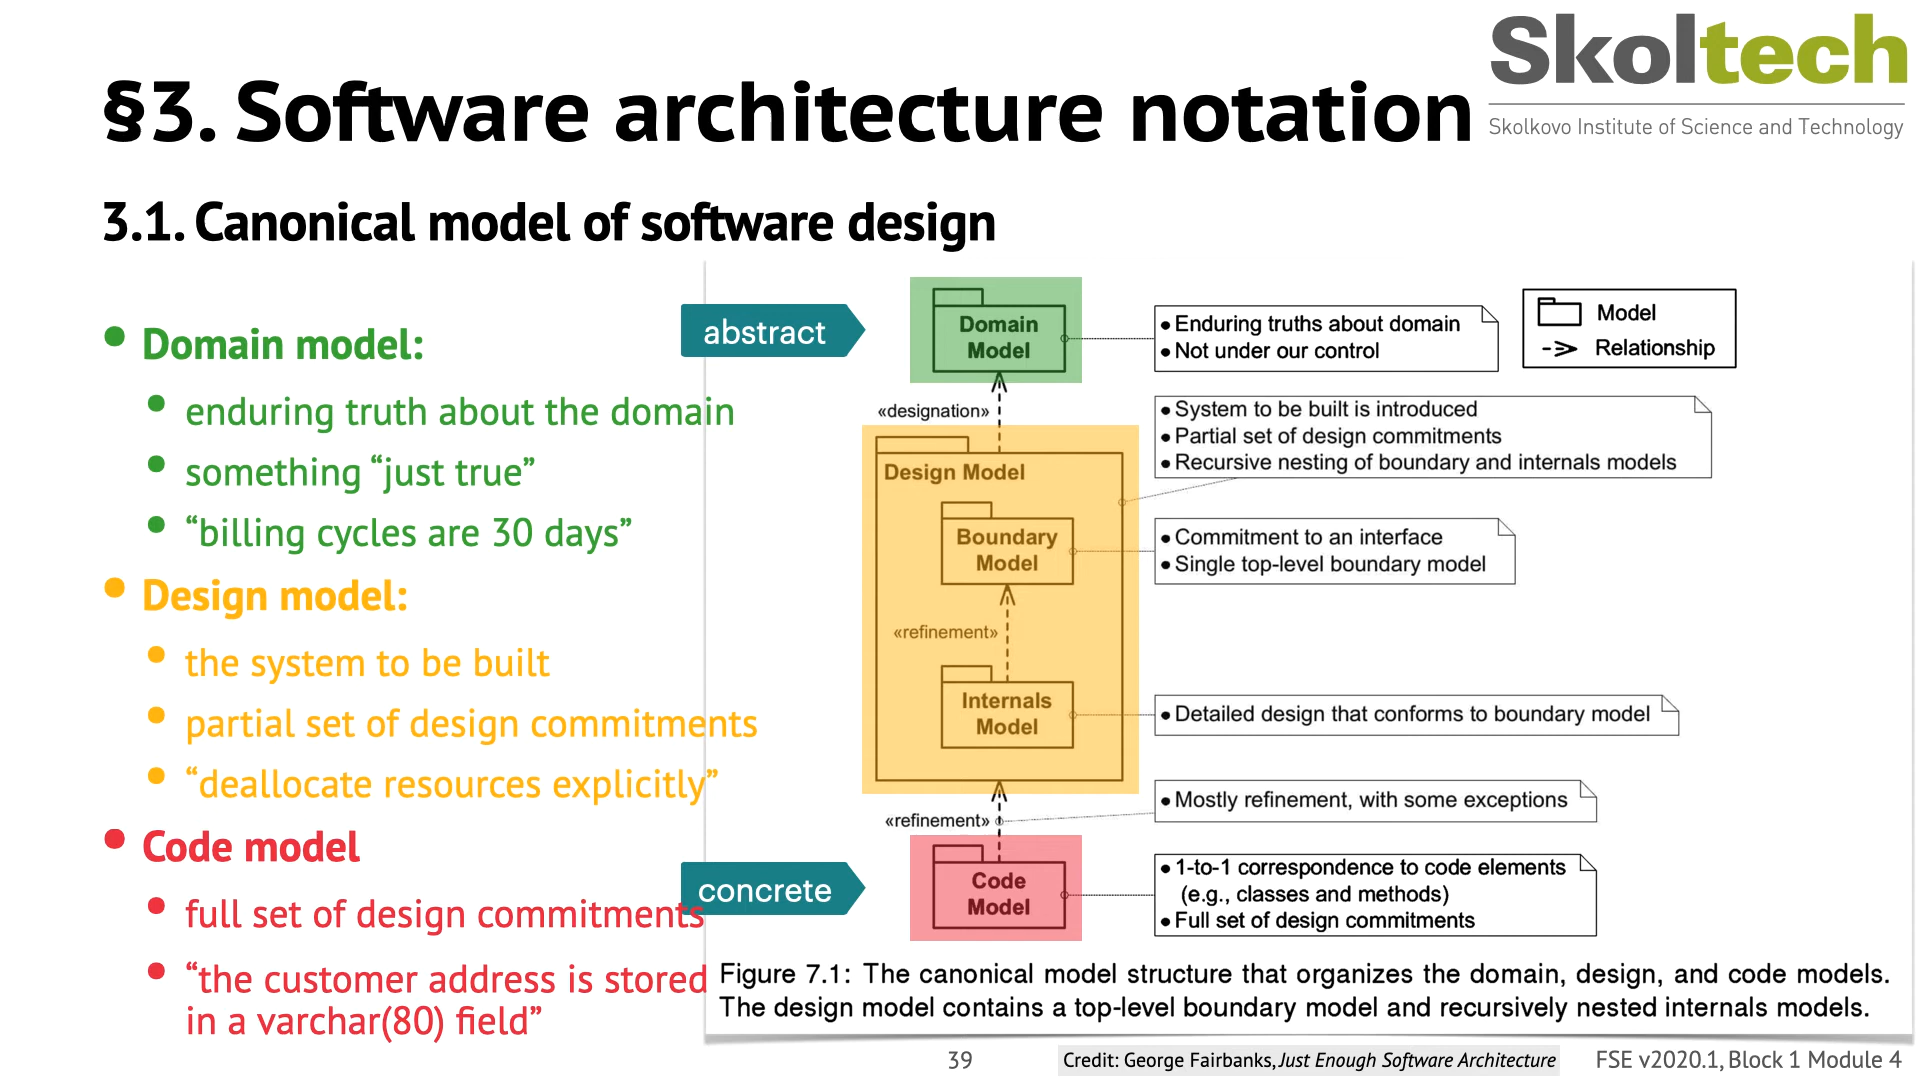 Skoltech
Skolkovo Institute of Science and Technology
§3. Software architecture notation
3.1. Canonical model of software design
• Domain model:
• enduring truth about the domain
• something “just true”
• “billing cycles are 30 days”
• Design model:
• the system to be built
• partial set of design commitments
• “deallocate resources explicitly”
• Code model
• full set of design commitments
• “the customer address is stored
in a varchar(80) field”
abstract
concrete
Domain
Model
• Enduring truths about domain
• Not under our control
Model
Relationship
«designation»
• System to be built is introduced
• Partial set of design commitments
• Recursive nesting of boundary and internals models
Design Model
Boundary
Model
• Commitment to an interface
• Single top-level boundary model
«refinement»
Internals
Model
• Detailed design that conforms to boundary model
• Mostly refinement, with some exceptions
«refinement»
Code
Model
• 1-to-1 correspondence to code elements
(e.g., classes and methods)
• Full set of design commitments
Figure 7.1: The canonical model structure that organizes the domain, design, and code models.
The design model contains a top-level boundary model and recursively nested internals models.
39
Credit: George Fairbanks, Just Enough Software Architecture
FSE v2020.1, Block 1 Module 4